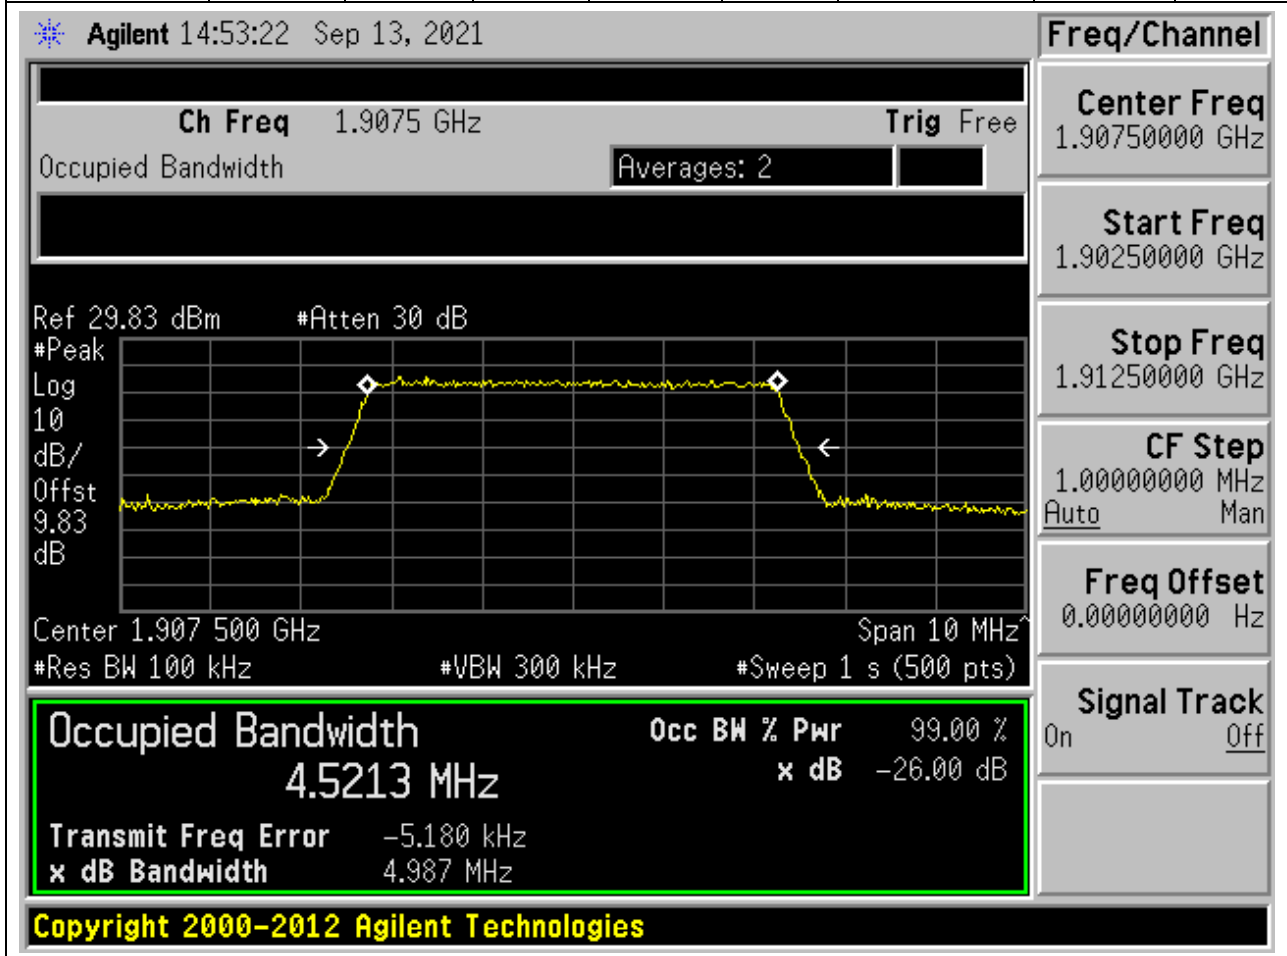 Agilent 14:53:22 Sep 13, 2021
Freq/Channel
Ch Freq 1.9075 GHz Trig Free
Occupied Bandwidth Averages: 2
Center Freq
1.90750000 GHz
Start Freq
1.90250000 GHz
Stop Freq
1.91250000 GHz
CF Step
1.00000000 MHz
Auto Man
Freq Offset
0.00000000 Hz
Signal Track
On Off
Ref 29.83 dBm #Atten 30 dB
#Peak
Log
10
dB/
Offst
9.83
dB
Center 1.907 500 GHz Span 10 MHz^
#Res BW 100 kHz #VBW 300 kHz #Sweep 1 s (500 pts)
Occupied Bandwidth
4.5213 MHz
Occ BW % Pwr 99.00 %
x dB -26.00 dB
Transmit Freq Error -5.180 kHz
x dB Bandwidth 4.987 MHz
Copyright 2000-2012 Agilent Technologies